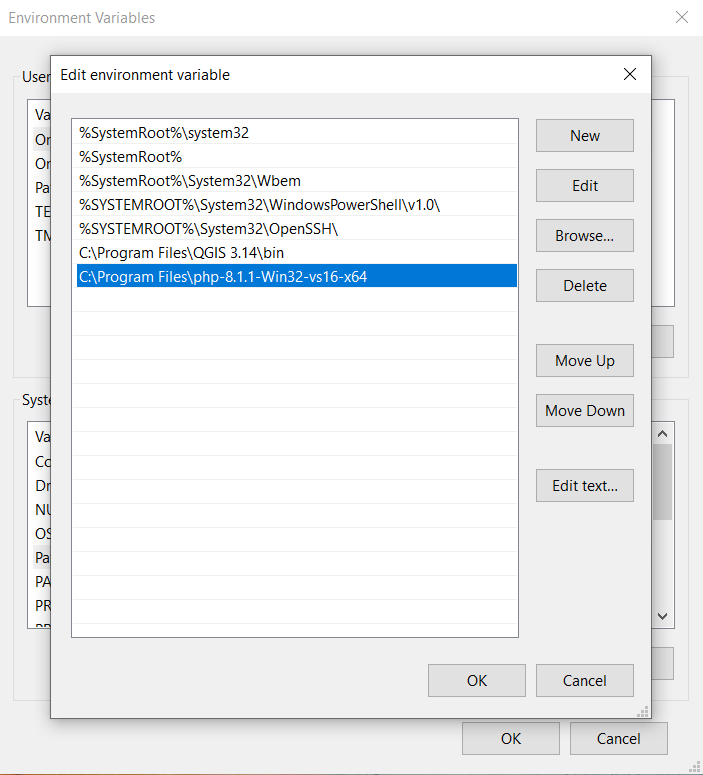 Environment Variables
User
Edit environment variable
Va
On
On
Pa
TE
TM
%SystemRoot%\system32
%SystemRoot%
%SystemRoot%\System32\Wbem
%SYSTEMROOT%\System32\WindowsPowerShell\v1.0\
%SYSTEMROOT%\System32\OpenSSH\
C:\Program Files\QGIS 3.14\bin
C:\Program Files\php-8.1.1-Win32-vs16-x64
New
Edit
Browse...
Delete
Move Up
Move Down
Edit text...
Syste
Va
Co
Dr
NU
OS
Pa
PA
PR
OK
Cancel
OK
Cancel